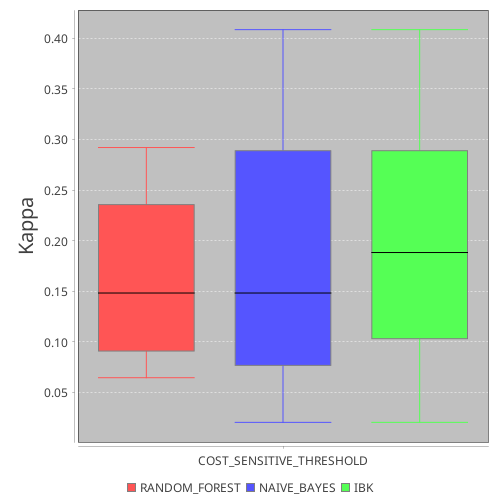 0.40
0.35
0.30
0.25
0.20
0.15
0.10
0.05
Kappa
COST_SENSITIVE_THRESHOLD
RANDOM_FOREST NAIVE_BAYES IBK